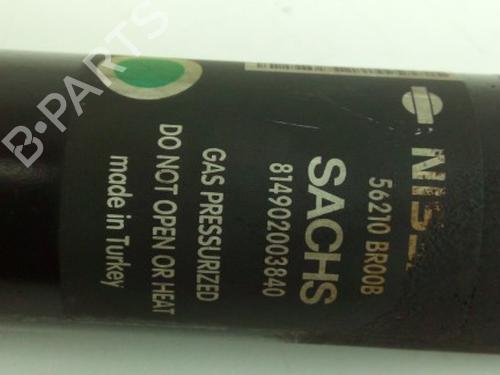 56210 BR00B
SACHS
814902003840
GAS PRESSURIZED
DO NOT OPEN OR HEAT
made in Turkey
B-PARTS